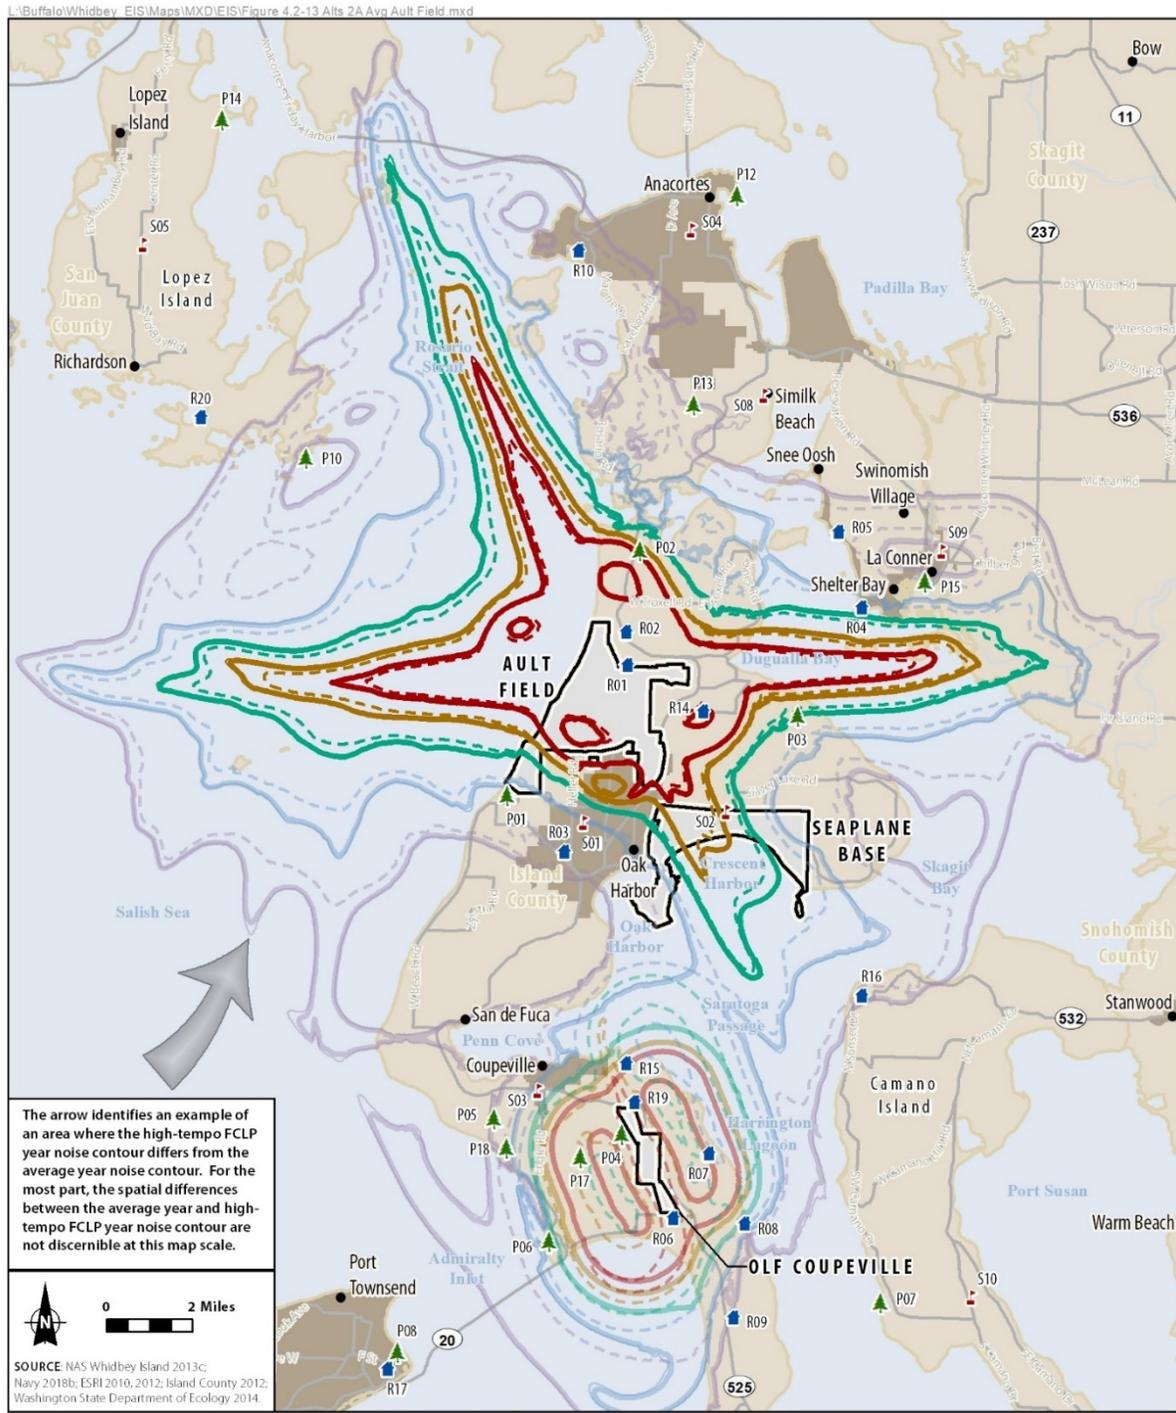 L:\Buffalo\Whidbey_EIS\Maps\MXD\EIS\Figure 4.2-13 Alts 2A Avg Ault Field.mxd
Bow
Lopez
Island
P14
11
Skagit
County
Anacortes
P12
S05
S04
237
R10
San
Juan
County
Lopez
Island
Padilla Bay
Josh Wilson Rd
Peterson Rd
Rosario
Strait
Richardson
R20
P13
S08
Similk
Beach
536
P10
Snee Oosh
Swinomish
Village
McLean Rd
R05
S09
P02
La Conner
Shelter Bay
P15
R04
R02
AULT
FIELD
R01
Dugualla Bay
R14
P03
P01
S02
SEAPLANE
BASE
R03
S01
Oak
Harbor
Crescent
Harbor
Island
County
Skagit
Bay
Salish Sea
Oak
Harbor
Snohomish
County
R16
Stanwood
San de Fuca
Saratoga
Passage
532
Penn Cove
Coupeville
R15
Camano
Island
S03
R19
P05
Harrington
Lagoon
P18
P04
P17
R07
Port Susan
R06
R08
Warm Beach
P06
Admiralty
Inlet
OLF COUPEVILLE
S10
P07
R09
Port
Townsend
20
P08
F St
R17
525
The arrow identifies an example of
an area where the high-tempo FCLP
year noise contour differs from the
average year noise contour. For the
most part, the spatial differences
between the average year and high-
tempo FCLP year noise contour are
not discernible at this map scale.
N
0 2 Miles
SOURCE: NAS Whidbey Island 2013c;
Navy 2018b; ESRI 2010, 2012; Island County 2012;
Washington State Department of Ecology 2014.